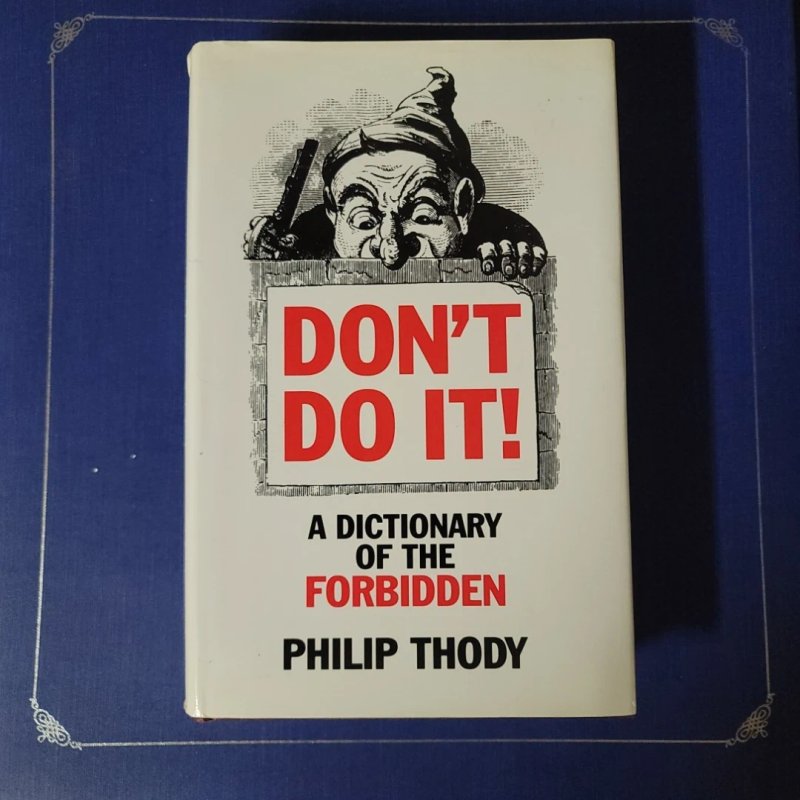 DON'T
DO IT!
A DICTIONARY
OF THE
FORBIDDEN
PHILIP THODY